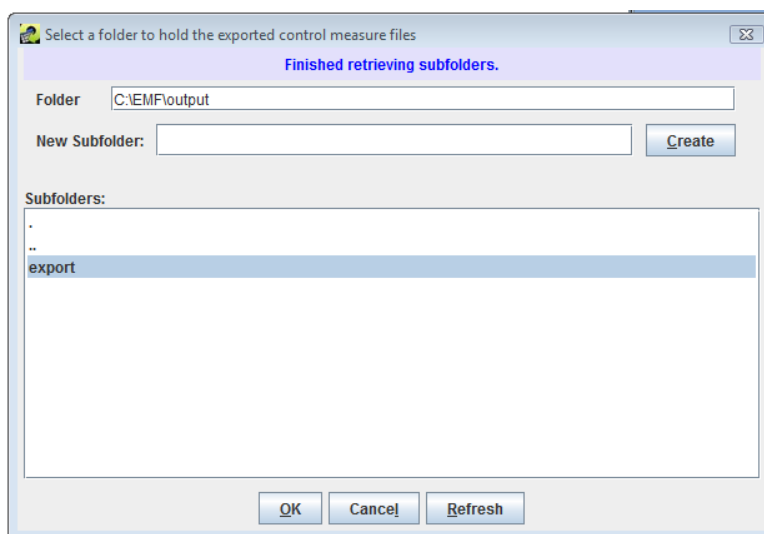 Select a folder to hold the exported control measure files
Finished retrieving subfolders.
Folder C:\EMF\output
New Subfolder: Create
Subfolders:
.
..
export
OK Cancel Refresh